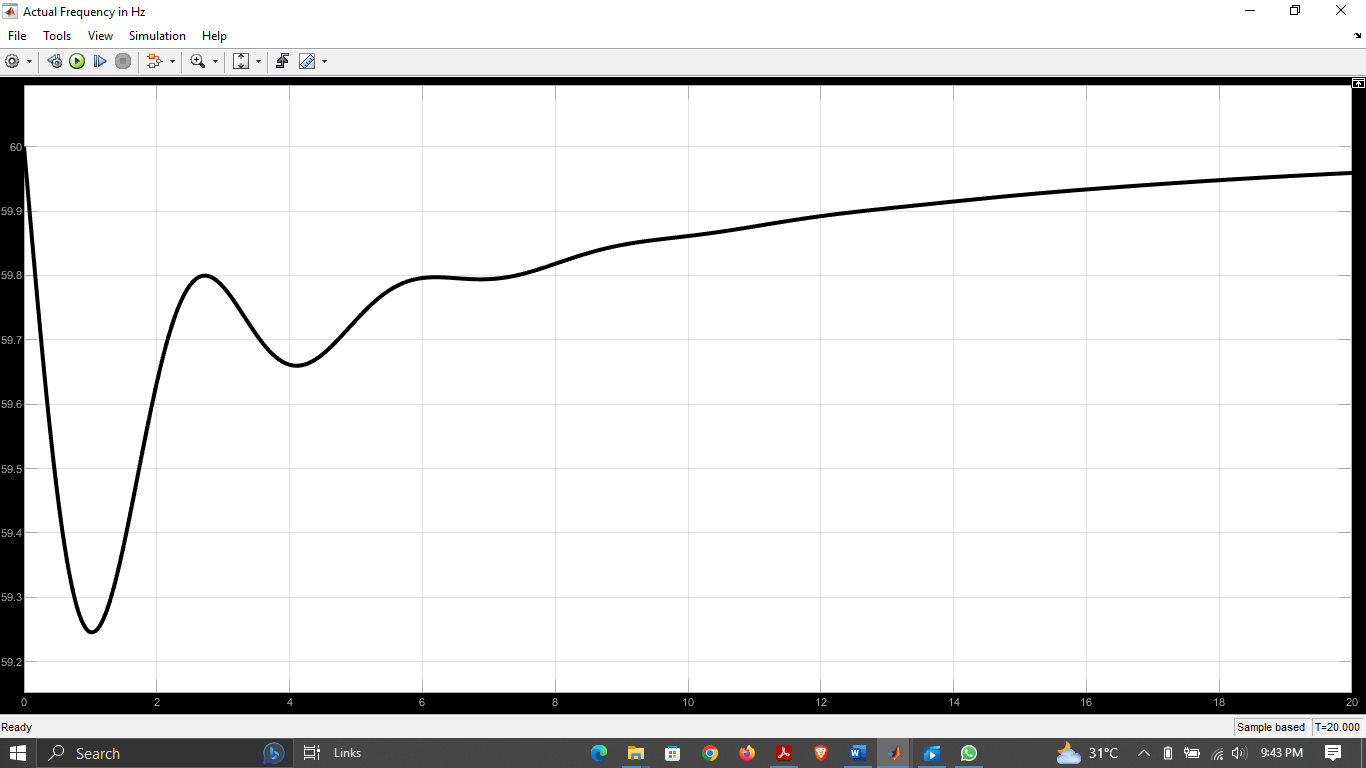 Actual Frequency in Hz
File Tools View Simulation Help
60
59.9
59.8
59.7
59.6
59.5
59.4
59.3
59.2
0 2 4 6 8 10 12 14 16 18 20
Ready Sample based T=20.000
Search Links 31°C 9:43 PM